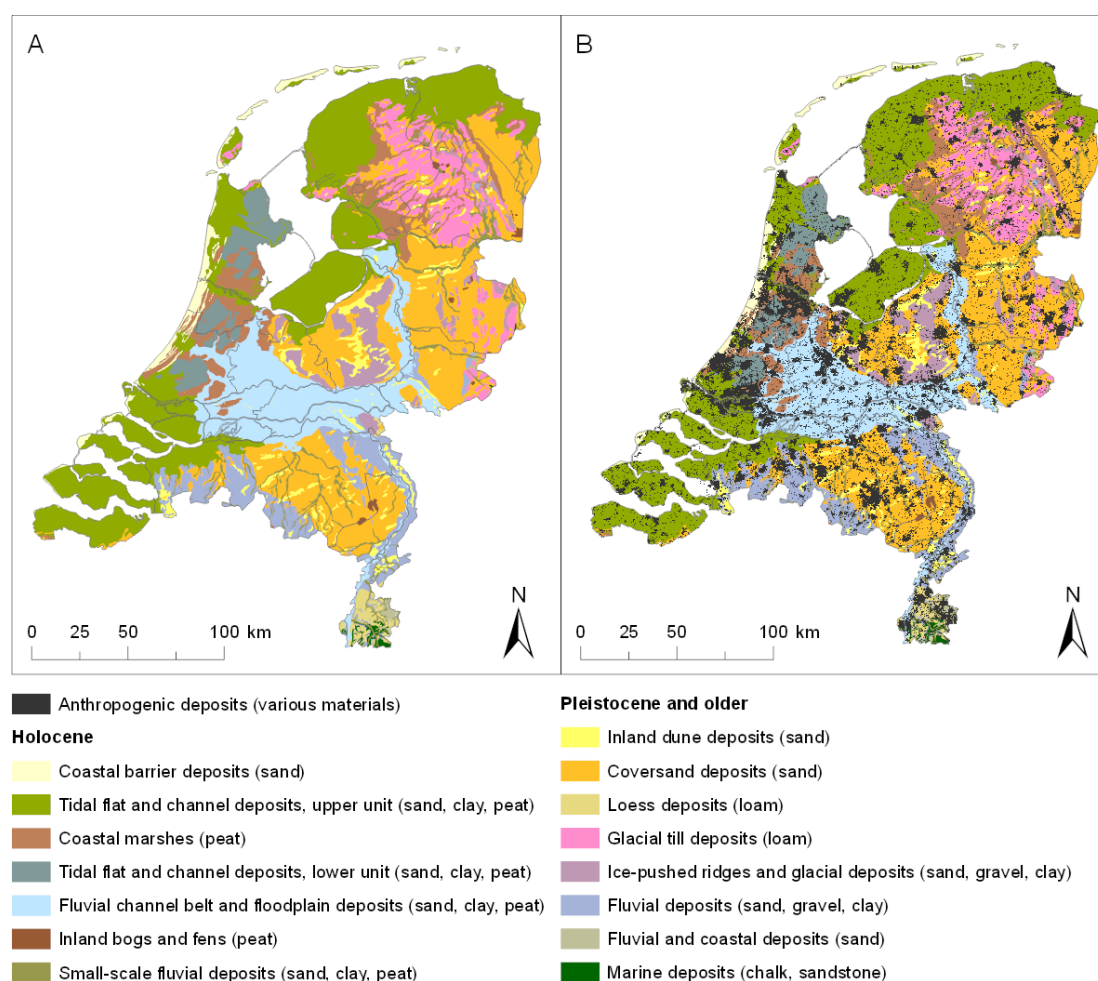 A
B
N
0 25 50 100 km
N
0 25 50 100 km
Anthropogenic deposits (various materials)
Holocene
Coastal barrier deposits (sand)
Tidal flat and channel deposits, upper unit (sand, clay, peat)
Coastal marshes (peat)
Tidal flat and channel deposits, lower unit (sand, clay, peat)
Fluvial channel belt and floodplain deposits (sand, clay, peat)
Inland bogs and fens (peat)
Small-scale fluvial deposits (sand, clay, peat)
Pleistocene and older
Inland dune deposits (sand)
Coversand deposits (sand)
Loess deposits (loam)
Glacial till deposits (loam)
Ice-pushed ridges and glacial deposits (sand, gravel, clay)
Fluvial deposits (sand, gravel, clay)
Fluvial and coastal deposits (sand)
Marine deposits (chalk, sandstone)